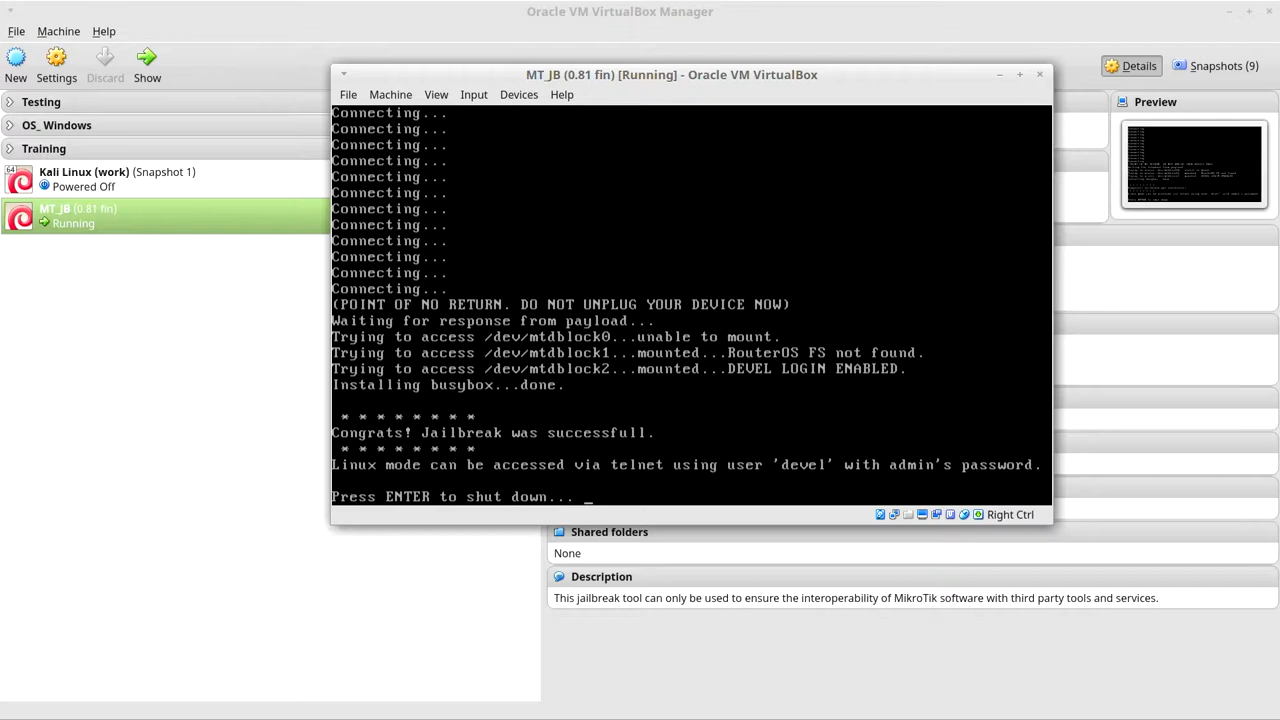 Oracle VM VirtualBox Manager
File Machine Help
New Settings Discard Show
Details Snapshots (9)
Testing
OS_ Windows
Training
Kali Linux (work) (Snapshot 1)
Powered Off
MT_JB (0.81 fin)
Running
Preview
MT_JB (0.81 fin) [Running] - Oracle VM VirtualBox
File Machine View Input Devices Help
Connecting...
Connecting...
Connecting...
Connecting...
Connecting...
Connecting...
Connecting...
Connecting...
Connecting...
Connecting...
Connecting...
Connecting...
(POINT OF NO RETURN. DO NOT UNPLUG YOUR DEVICE NOW)
Waiting for response from payload...
Trying to access /dev/mtdblock0...unable to mount.
Trying to access /dev/mtdblock1...mounted...RouterOS FS not found.
Trying to access /dev/mtdblock2...mounted...DEVEL LOGIN ENABLED.
Installing busybox...done.
* * * * * * * *
Congrats! Jailbreak was successfull.
* * * * * * * *
Linux mode can be accessed via telnet using user 'devel' with admin's password.
Press ENTER to shut down... _
Right Ctrl
Shared folders
None
Description
This jailbreak tool can only be used to ensure the interoperability of MikroTik software with third party tools and services.